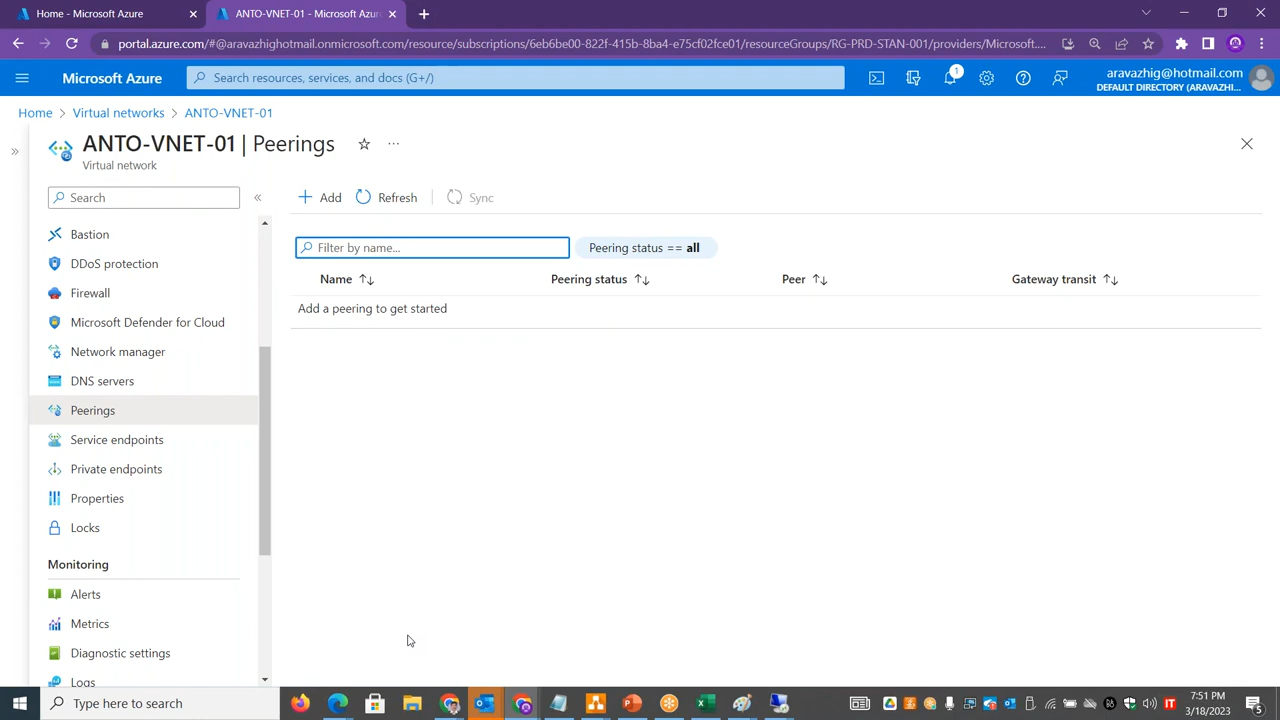 Home - Microsoft Azure
ANTO-VNET-01 - Microsoft Azur
portal.azure.com/#@aravazhighotmail.onmicrosoft.com/resource/subscriptions/6eb6be00-822f-415b-8ba4-e75cf02fce01/resourceGroups/RG-PRD-STAN-001/providers/Microsoft....
Microsoft Azure
Search resources, services, and docs (G+/)
1
aravazhig@hotmail.com
DEFAULT DIRECTORY (ARAVAZHI...
Home > Virtual networks > ANTO-VNET-01
ANTO-VNET-01 | Peerings
Virtual network
Search
Add
Refresh
Sync
Bastion
DDoS protection
Firewall
Microsoft Defender for Cloud
Network manager
DNS servers
Peerings
Service endpoints
Private endpoints
Properties
Locks
Monitoring
Alerts
Metrics
Diagnostic settings
Logs
Filter by name...
Peering status == all
Name
Peering status
Peer
Gateway transit
Add a peering to get started
Type here to search
IT
7:51 PM
3/18/2023
5